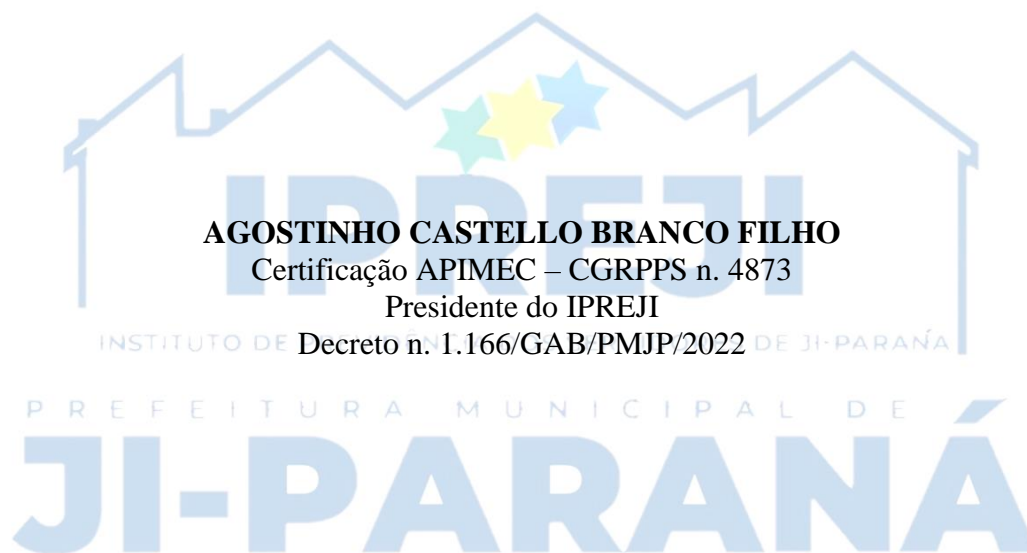 IPREJI
AGOSTINHO CASTELLO BRANCO FILHO
Certificação APIMEC – CGRPPS n. 4873
Presidente do IPREJI
Decreto n. 1.166/GAB/PMJP/2022
INSTITUTO DE DE JI-PARANÁ
PREFEITURA MUNICIPAL DE
JI-PARANÁ